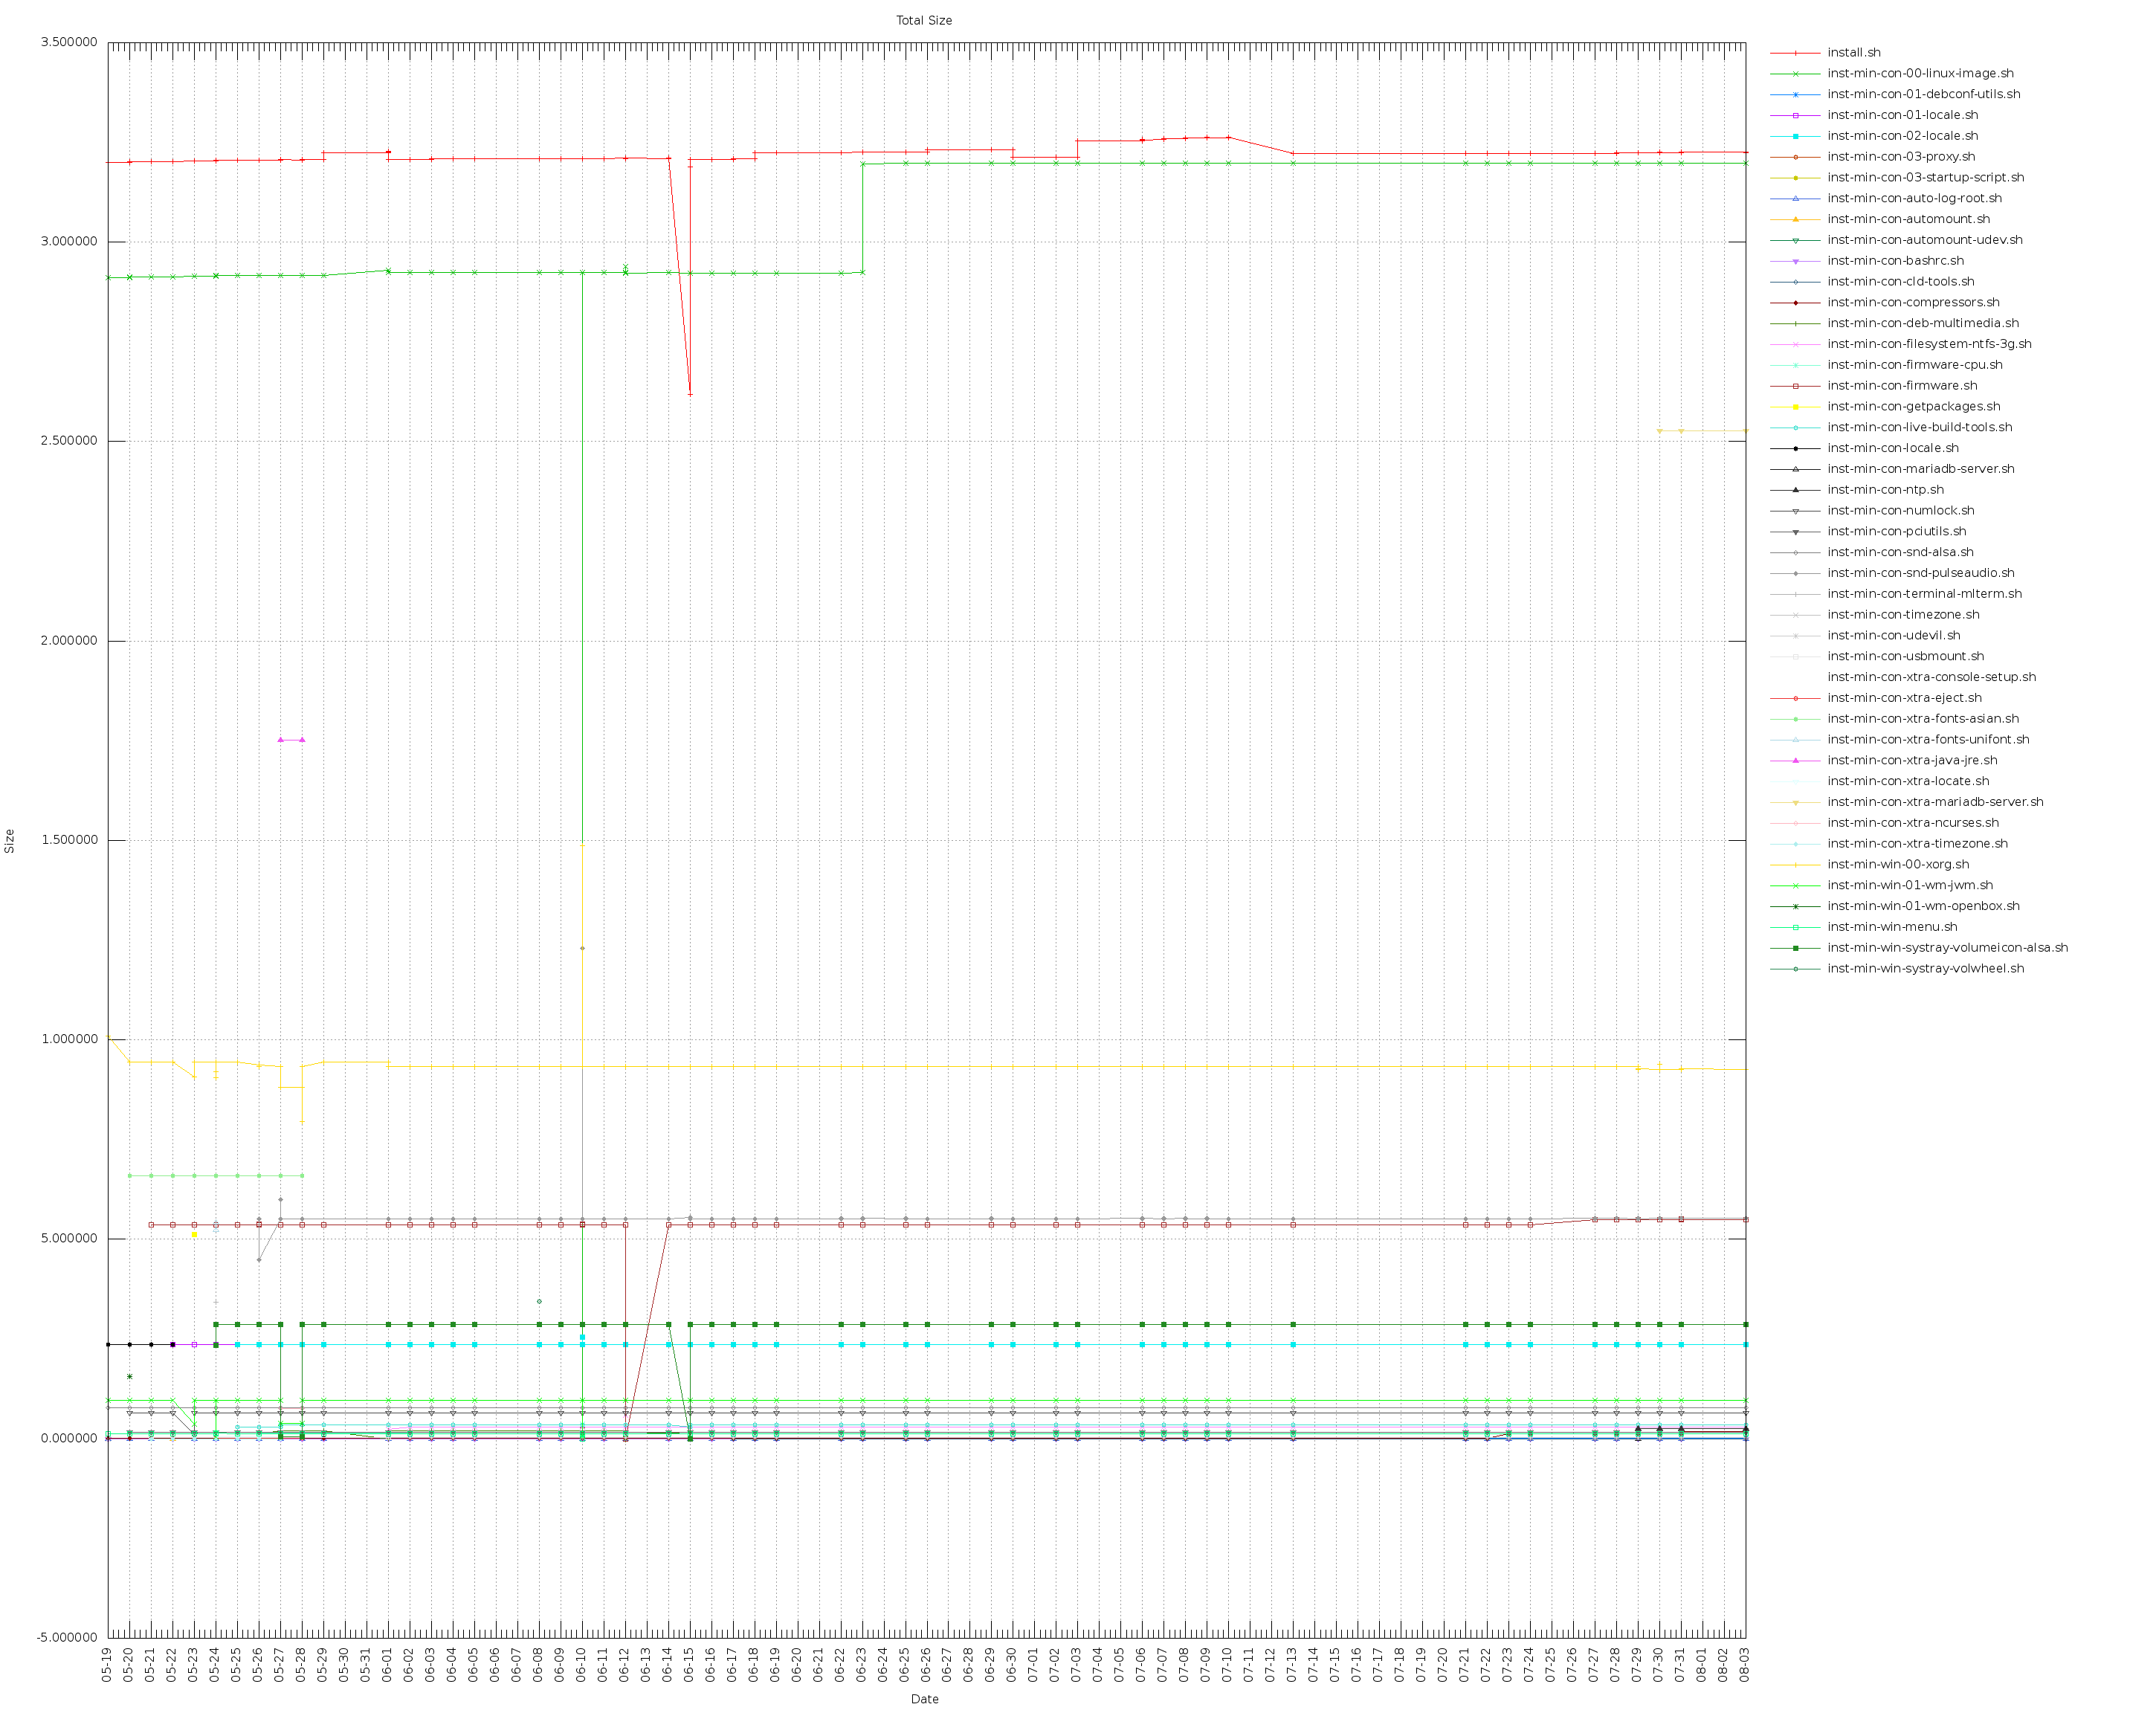 Total Size
3.500000
3.000000
2.500000
2.000000
1.500000
1.000000
5.000000
0.000000
-5.000000
Size
05-19
05-20
05-21
05-22
05-23
05-24
05-25
05-26
05-27
05-28
05-29
05-30
05-31
06-01
06-02
06-03
06-04
06-05
06-06
06-07
06-08
06-09
06-10
06-11
06-12
06-13
06-14
06-15
06-16
06-17
06-18
06-19
06-20
06-21
06-22
06-23
06-24
06-25
06-26
06-27
06-28
06-29
06-30
07-01
07-02
07-03
07-04
07-05
07-06
07-07
07-08
07-09
07-10
07-11
07-12
07-13
07-14
07-15
07-16
07-17
07-18
07-19
07-20
07-21
07-22
07-23
07-24
07-25
07-26
07-27
07-28
07-29
07-30
07-31
08-01
08-02
08-03
Date
install.sh
inst-min-con-00-linux-image.sh
inst-min-con-01-debconf-utils.sh
inst-min-con-01-locale.sh
inst-min-con-02-locale.sh
inst-min-con-03-proxy.sh
inst-min-con-03-startup-script.sh
inst-min-con-auto-log-root.sh
inst-min-con-automount.sh
inst-min-con-automount-udev.sh
inst-min-con-bashrc.sh
inst-min-con-cld-tools.sh
inst-min-con-compressors.sh
inst-min-con-deb-multimedia.sh
inst-min-con-filesystem-ntfs-3g.sh
inst-min-con-firmware-cpu.sh
inst-min-con-firmware.sh
inst-min-con-getpackages.sh
inst-min-con-live-build-tools.sh
inst-min-con-locale.sh
inst-min-con-mariadb-server.sh
inst-min-con-ntp.sh
inst-min-con-numlock.sh
inst-min-con-pciutils.sh
inst-min-con-snd-alsa.sh
inst-min-con-snd-pulseaudio.sh
inst-min-con-terminal-mlterm.sh
inst-min-con-timezone.sh
inst-min-con-udevil.sh
inst-min-con-usbmount.sh
inst-min-con-xtra-console-setup.sh
inst-min-con-xtra-eject.sh
inst-min-con-xtra-fonts-asian.sh
inst-min-con-xtra-fonts-unifont.sh
inst-min-con-xtra-java-jre.sh
inst-min-con-xtra-locate.sh
inst-min-con-xtra-mariadb-server.sh
inst-min-con-xtra-ncurses.sh
inst-min-con-xtra-timezone.sh
inst-min-win-00-xorg.sh
inst-min-win-01-wm-jwm.sh
inst-min-win-01-wm-openbox.sh
inst-min-win-menu.sh
inst-min-win-systray-volumeicon-alsa.sh
inst-min-win-systray-volwheel.sh